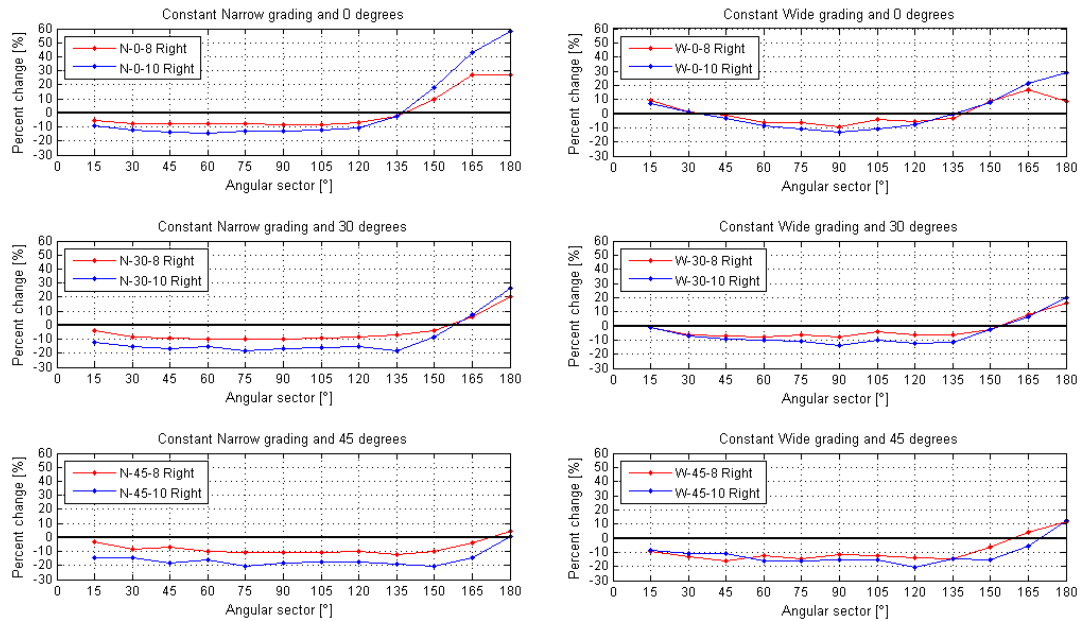 Constant Narrow grading and 0 degrees
Percent change [%]
60
50
40
30
20
10
0
-10
-20
-30
N-0-8 Right
N-0-10 Right
0 15 30 45 60 75 90 105 120 135 150 165 180
Angular sector [°]
Constant Wide grading and 0 degrees
Percent change [%]
60
50
40
30
20
10
0
-10
-20
-30
W-0-8 Right
W-0-10 Right
0 15 30 45 60 75 90 105 120 135 150 165 180
Angular sector [°]
Constant Narrow grading and 30 degrees
Percent change [%]
60
50
40
30
20
10
0
-10
-20
-30
N-30-8 Right
N-30-10 Right
0 15 30 45 60 75 90 105 120 135 150 165 180
Angular sector [°]
Constant Wide grading and 30 degrees
Percent change [%]
60
50
40
30
20
10
0
-10
-20
-30
W-30-8 Right
W-30-10 Right
0 15 30 45 60 75 90 105 120 135 150 165 180
Angular sector [°]
Constant Narrow grading and 45 degrees
Percent change [%]
60
50
40
30
20
10
0
-10
-20
-30
N-45-8 Right
N-45-10 Right
0 15 30 45 60 75 90 105 120 135 150 165 180
Angular sector [°]
Constant Wide grading and 45 degrees
Percent change [%]
60
50
40
30
20
10
0
-10
-20
-30
W-45-8 Right
W-45-10 Right
0 15 30 45 60 75 90 105 120 135 150 165 180
Angular sector [°]